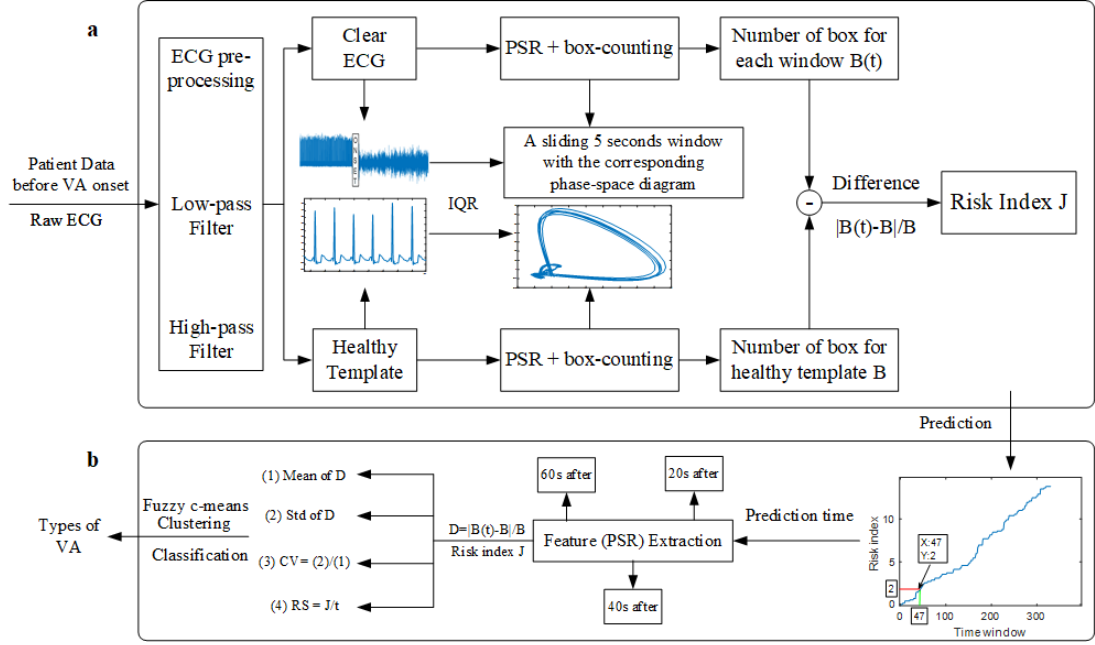 a
ECG pre-
processing
Low-pass
Filter
High-pass
Filter
Patient Data
before VA onset
Raw ECG
Clear
ECG
PSR + box-counting
Number of box for
each window B(t)
ONSET
A sliding 5 seconds window
with the corresponding
phase-space diagram
IQR
-
Difference
|B(t)-B|/B
Risk Index J
Healthy
Template
PSR + box-counting
Number of box for
healthy template B
Prediction
b
Types of
VA
Fuzzy c-means
Clustering
Classification
(1) Mean of D
(2) Std of D
(3) CV = (2)/(1)
(4) RS = J/t
D=|B(t)-B|/B
Risk index J
60s after
20s after
Feature (PSR) Extraction
40s after
Prediction time
Risk index
10
5
2
0
X:47
Y:2
0
47
100
200
300
Time window